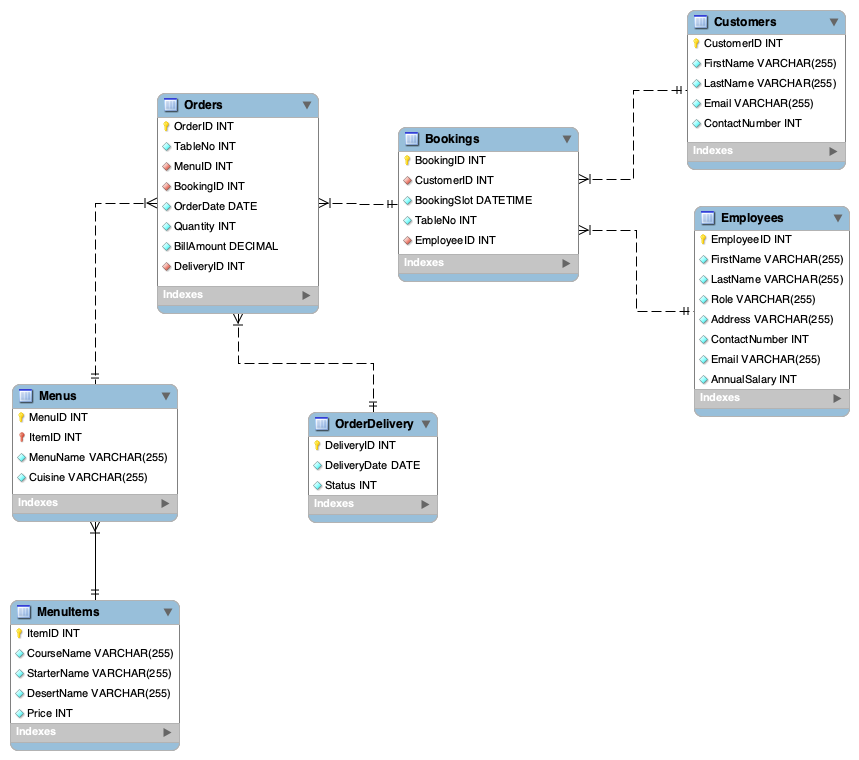 Customers
CustomerID INT
FirstName VARCHAR(255)
LastName VARCHAR(255)
Email VARCHAR(255)
ContactNumber INT
Indexes
Orders
OrderID INT
TableNo INT
MenuID INT
BookingID INT
OrderDate DATE
Quantity INT
BillAmount DECIMAL
DeliveryID INT
Indexes
Bookings
BookingID INT
CustomerID INT
BookingSlot DATETIME
TableNo INT
EmployeeID INT
Indexes
Employees
EmployeeID INT
FirstName VARCHAR(255)
LastName VARCHAR(255)
Role VARCHAR(255)
Address VARCHAR(255)
ContactNumber INT
Email VARCHAR(255)
AnnualSalary INT
Indexes
Menus
MenuID INT
ItemID INT
MenuName VARCHAR(255)
Cuisine VARCHAR(255)
Indexes
OrderDelivery
DeliveryID INT
DeliveryDate DATE
Status INT
Indexes
MenuItems
ItemID INT
CourseName VARCHAR(255)
StarterName VARCHAR(255)
DesertName VARCHAR(255)
Price INT
Indexes